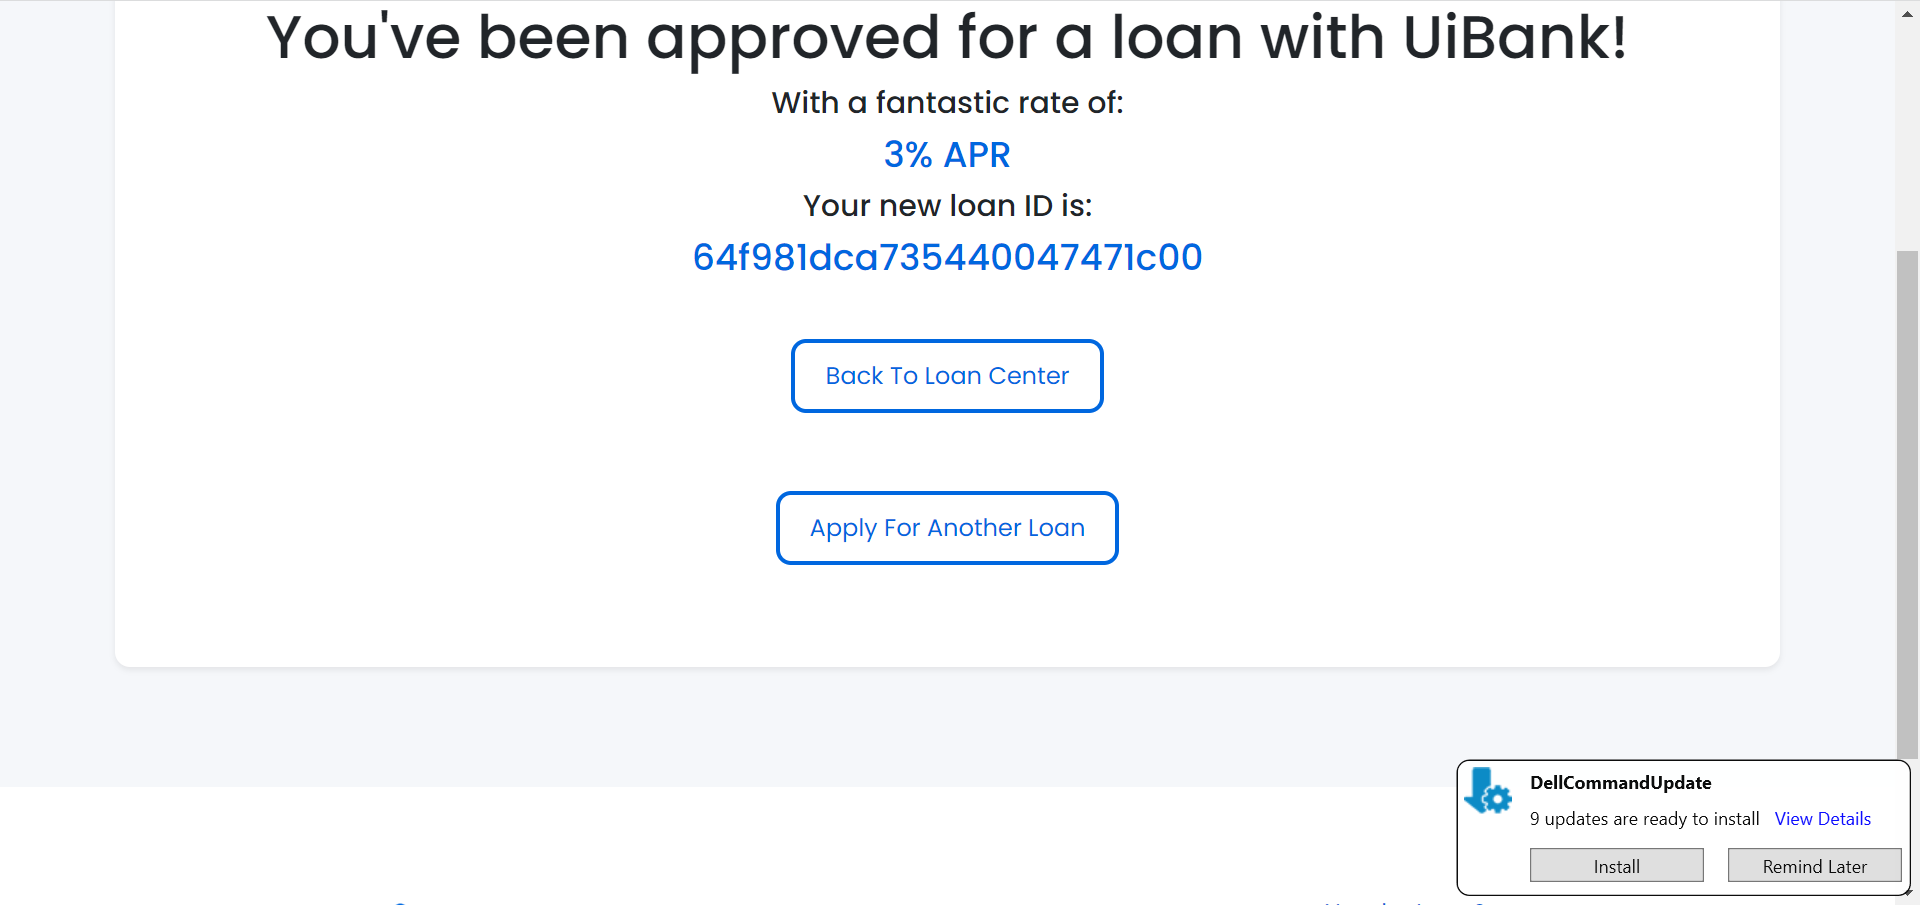 You've been approved for a loan with UiBank!
With a fantastic rate of:
3% APR
Your new loan ID is:
64f981dca735440047471c00
Back To Loan Center
Apply For Another Loan
DellCommandUpdate
9 updates are ready to install View Details
Install Remind Later